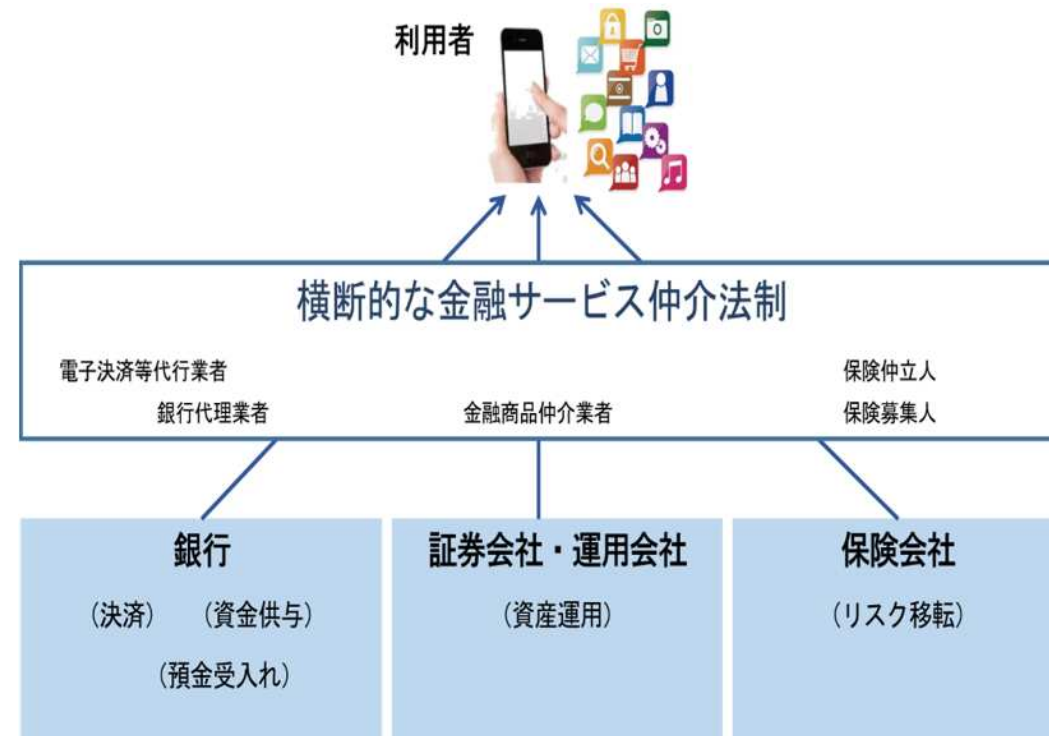 利用者
横断的な金融サービス仲介法制
電子決済等代行業者
保険仲立人
銀行代理業者
金融商品仲介業者
保険募集人
銀行
証券会社・運用会社
保険会社
（決済）
（資金供与）
（資産運用）
（リスク移転）
（預金受入れ）